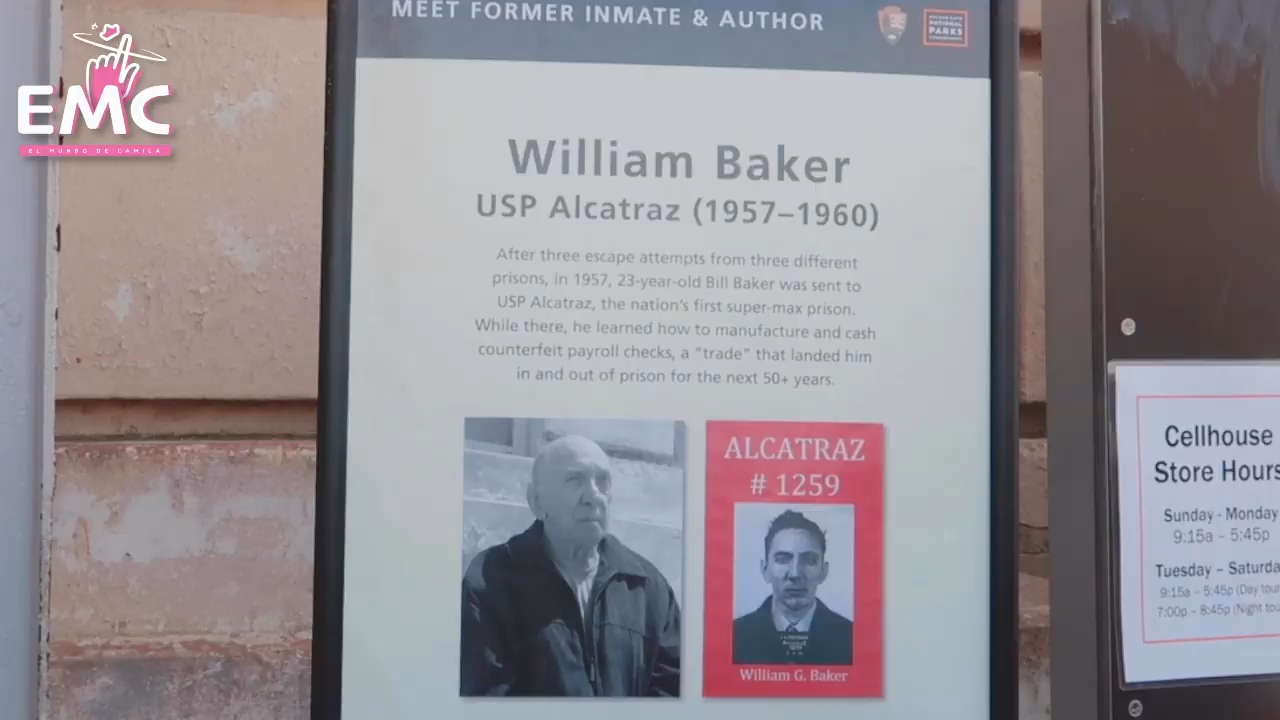 MEET FORMER INMATE & AUTHOR
NATIONAL
PARKS
EMC
EL MUNDO DE CAMILA
William Baker
USP Alcatraz (1957–1960)
After three escape attempts from three different
prisons, in 1957, 23-year-old Bill Baker was sent to
USP Alcatraz, the nation's first super-max prison.
While there, he learned how to manufacture and cash
counterfeit payroll checks, a "trade" that landed him
in and out of prison for the next 50+ years.
ALCATRAZ
# 1259
William G. Baker
Cellhouse
Store Hours
Sunday - Monday
9:15a – 5:45p
Tuesday – Saturda
9:15a – 5:45p (Day tou
7:00p – 8:45p (Night tou